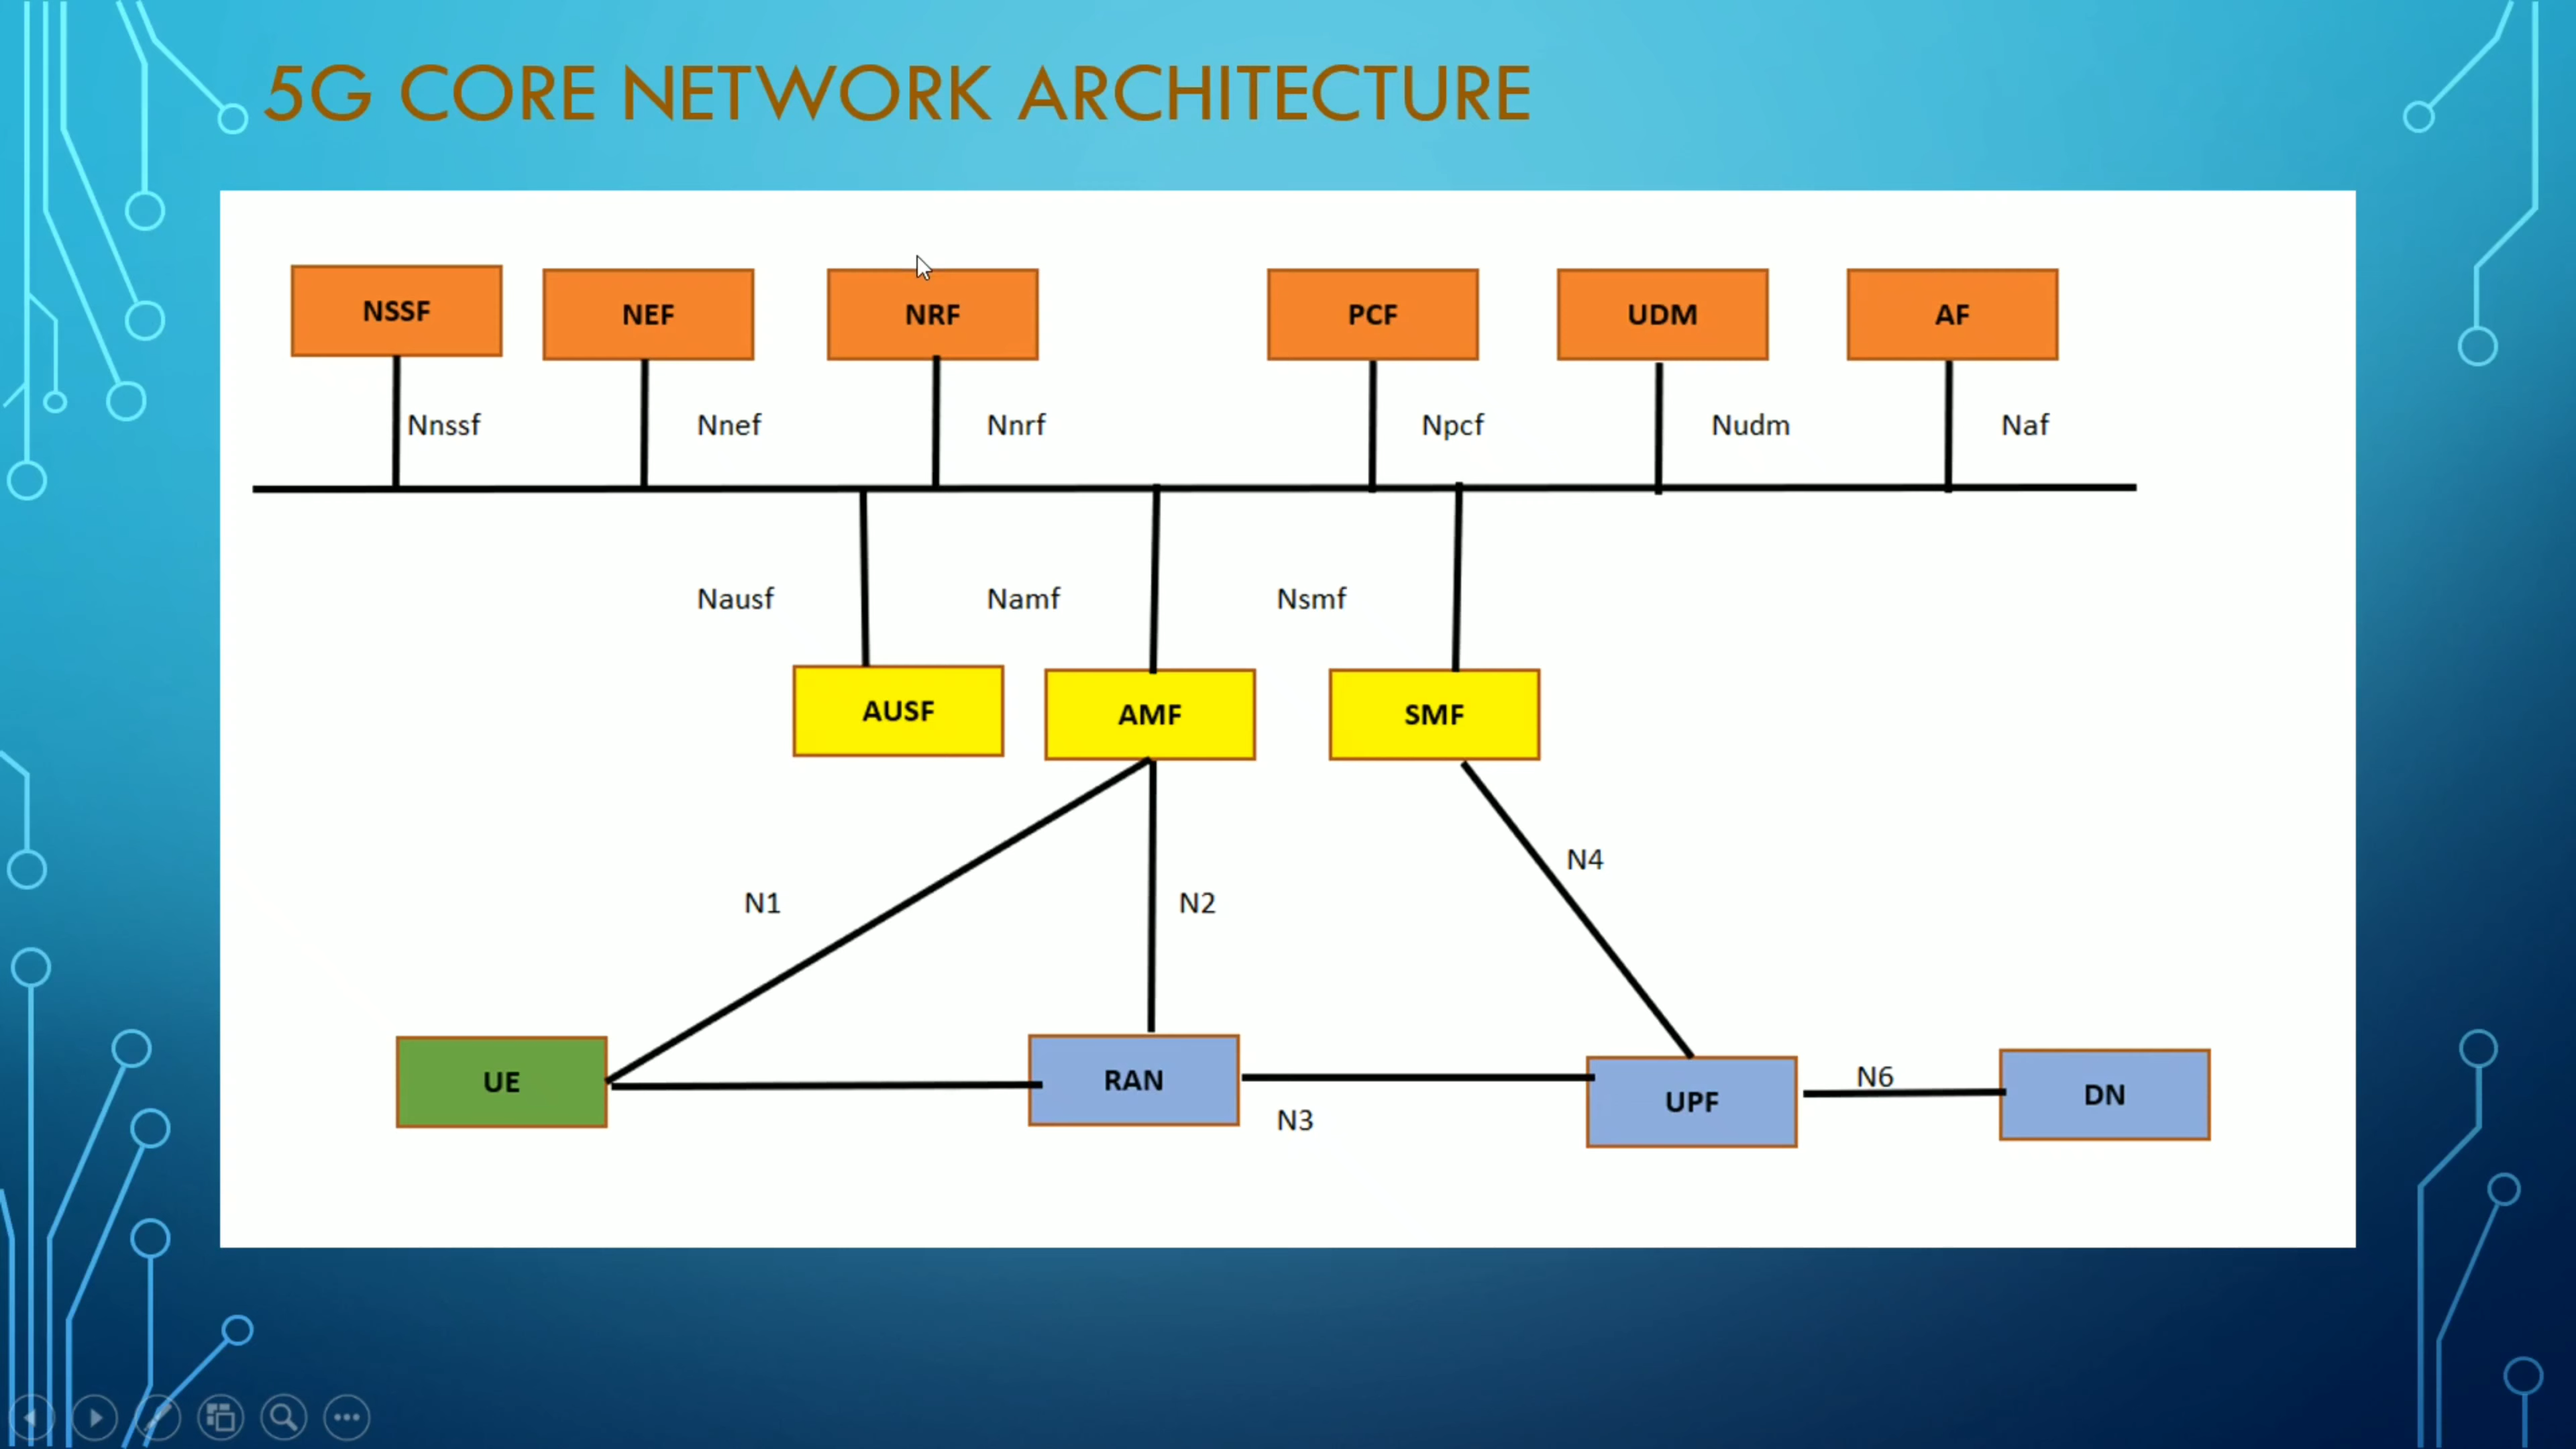 5G CORE NETWORK ARCHITECTURE
NSSF NEF NRF PCF UDM AF
Nnssf Nnef Nnrf Npcf Nudm Naf
Nausf Namf Nsmf
AUSF AMF SMF
N4
N1 N2
UE RAN UPF N6 DN
N3